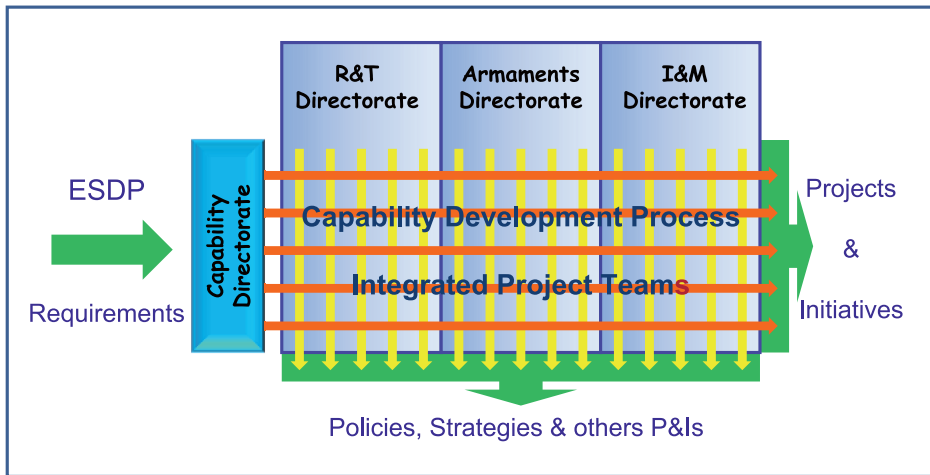 R&T
Directorate
Armaments
Directorate
I&M
Directorate
ESDP
Requirements
Capability
Directorate
Capability Development Process
Integrated Project Teams
Projects
&
Initiatives
Policies, Strategies & others P&Is